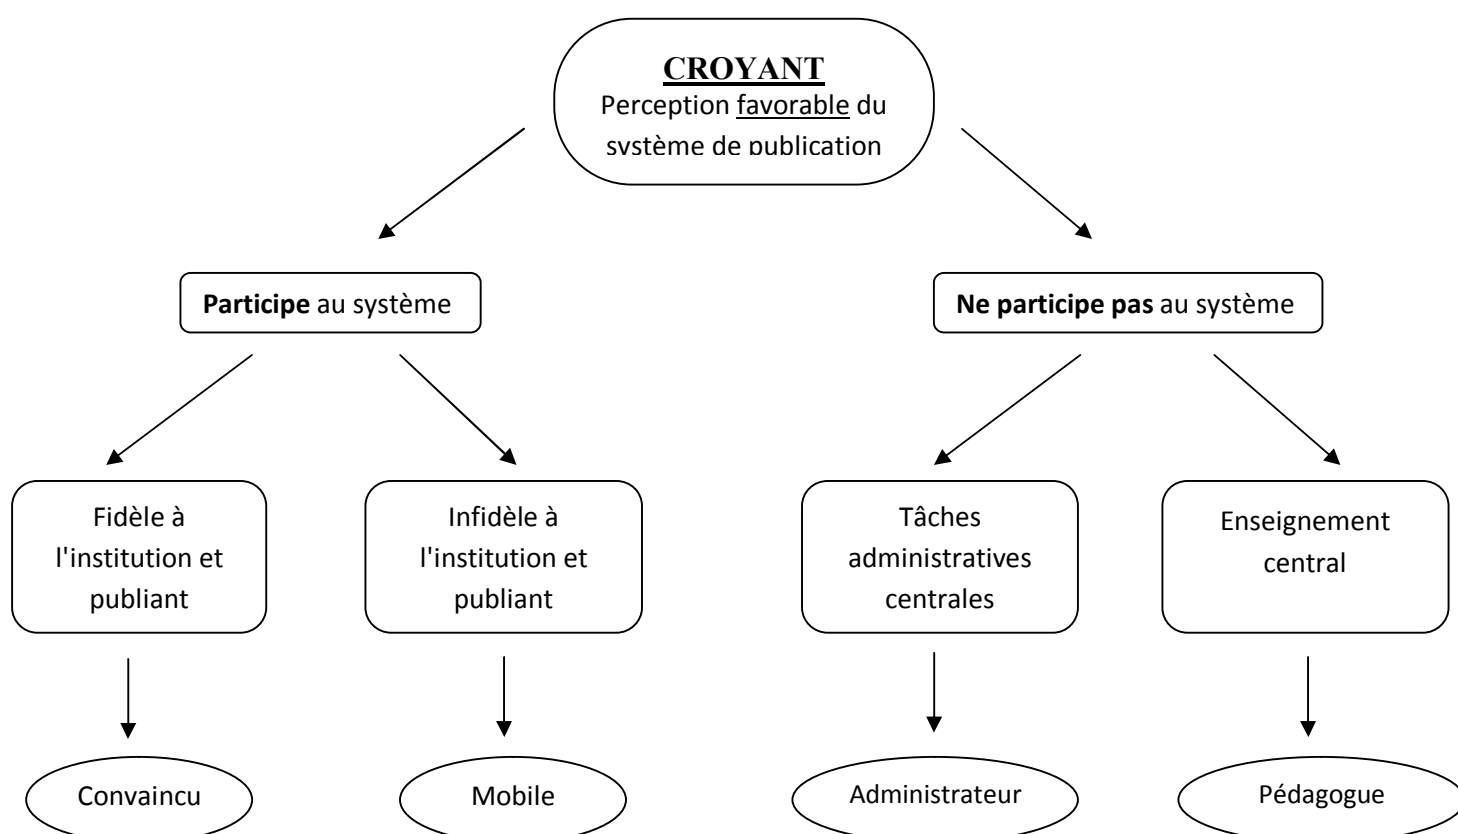 CROYANT
Perception favorable du
système de publication
Participe au système
Ne participe pas au système
Fidèle à
l'institution et
publiant
Infidèle à
l'institution et
publiant
Tâches
administratives
centrales
Enseignement
central
Convaincu
Mobile
Administrateur
Pédagogue